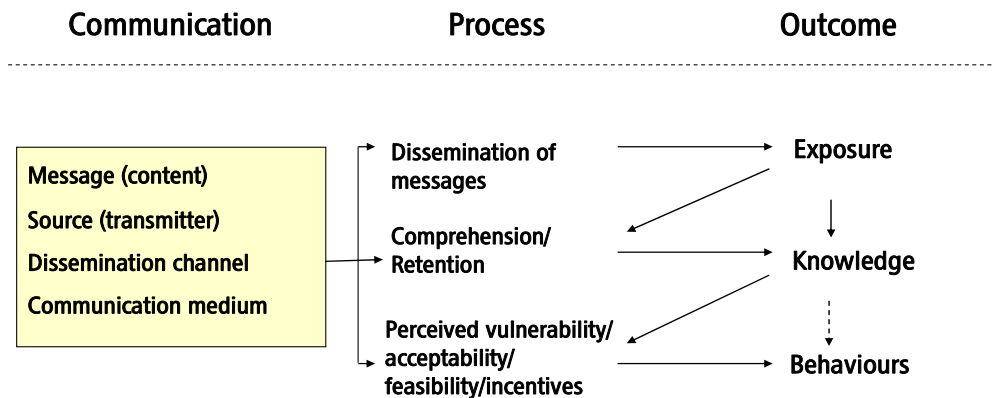 Communication
Process
Outcome
Message (content)
Source (transmitter)
Dissemination channel
Communication medium
Dissemination of
messages
Comprehension/
Retention
Perceived vulnerability/
acceptability/
feasibility/incentives
Exposure
Knowledge
Behaviours